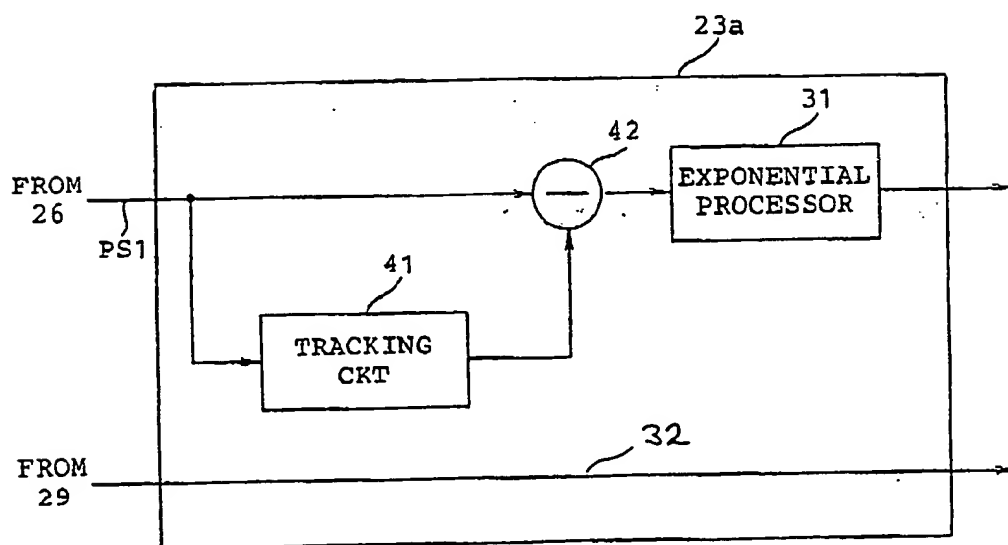 23a
42
31
FROM
26
PS1
EXPONENTIAL
PROCESSOR
41
TRACKING
CKT
32
FROM
29